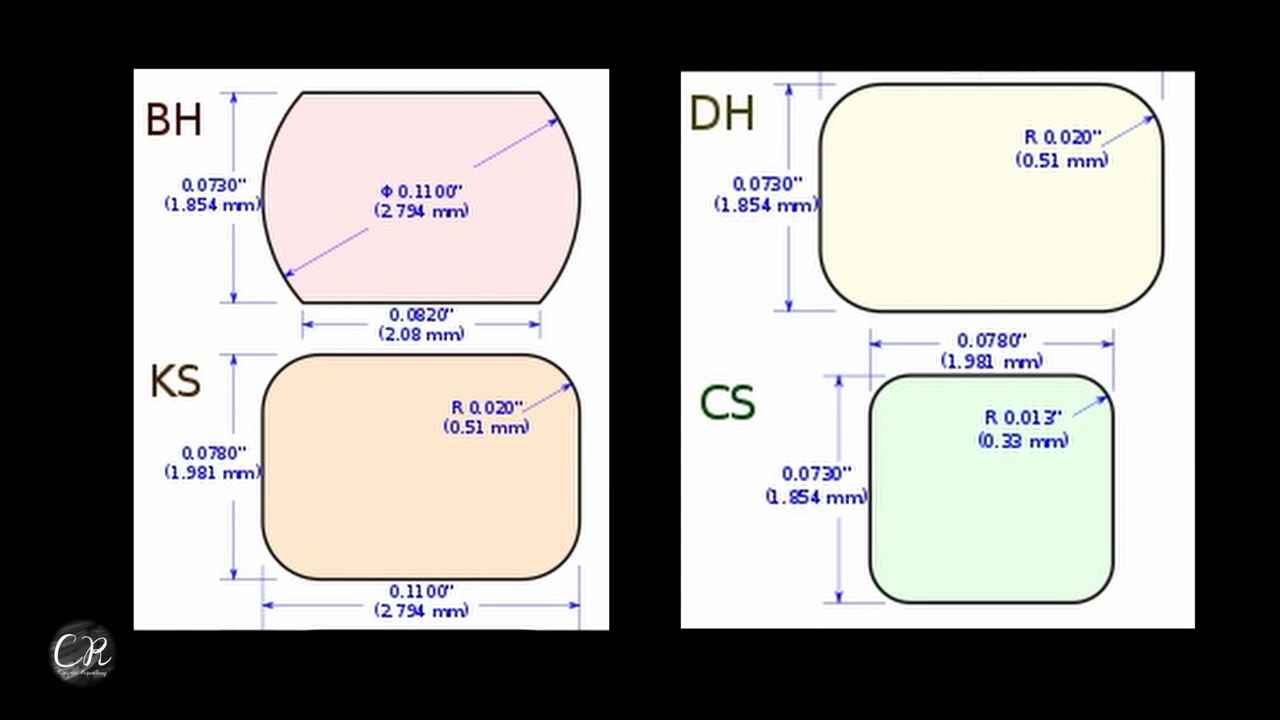 BH
0.0730"
(1.854 mm)
Φ 0.1100"
(2.794 mm)
0.0820"
(2.08 mm)
KS
R 0.020"
(0.51 mm)
0.0780"
(1.981 mm)
0.1100"
(2.794 mm)
DH
R 0.020"
(0.51 mm)
0.0730"
(1.854 mm)
0.0780"
(1.981 mm)
CS
R 0.013"
(0.33 mm)
0.0730"
(1.854 mm)
CR